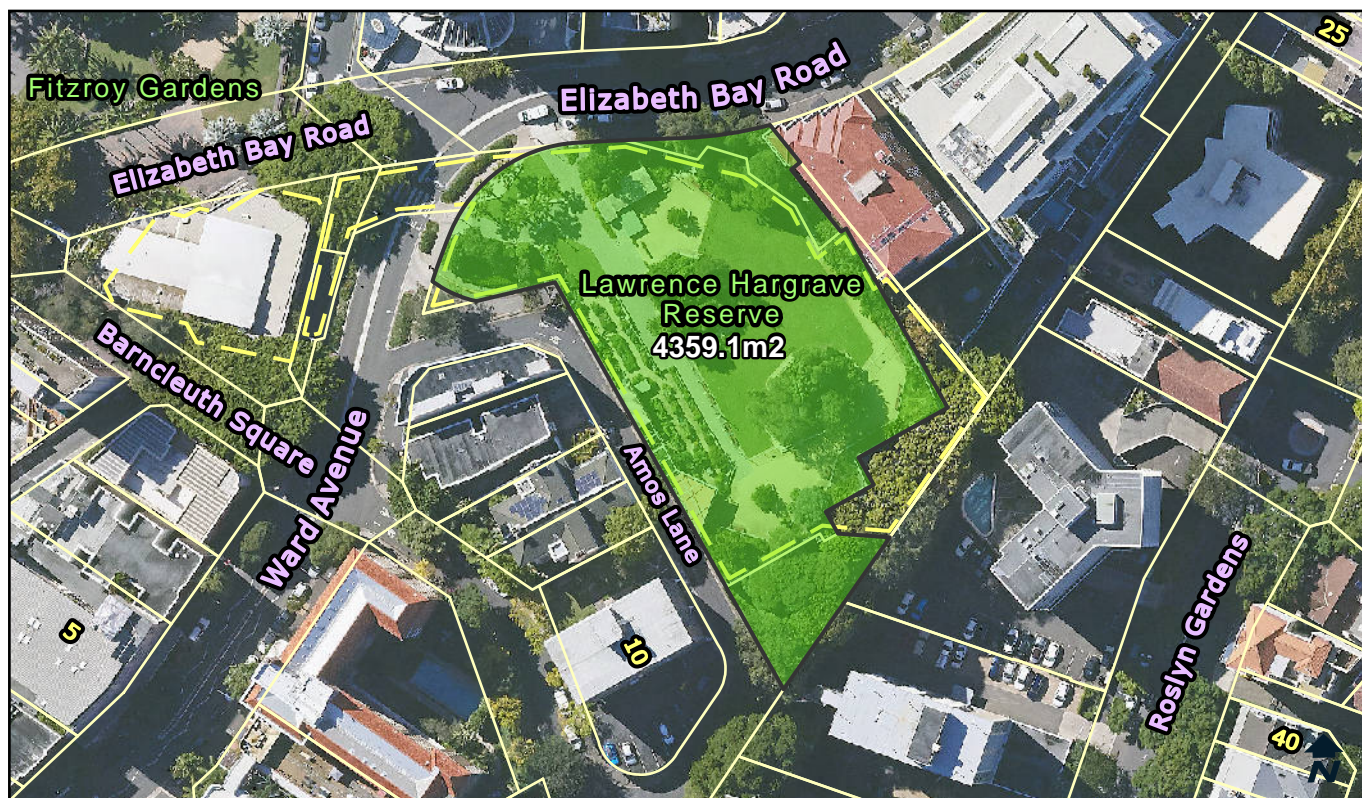 25
Fitzroy Gardens
Elizabeth Bay Road
Elizabeth Bay Road
Lawrence Hargrave
Reserve
4359.1m2
Barncleuth Square
Ward Avenue
Amos Lane
Roslyn Gardens
5
10
40
N